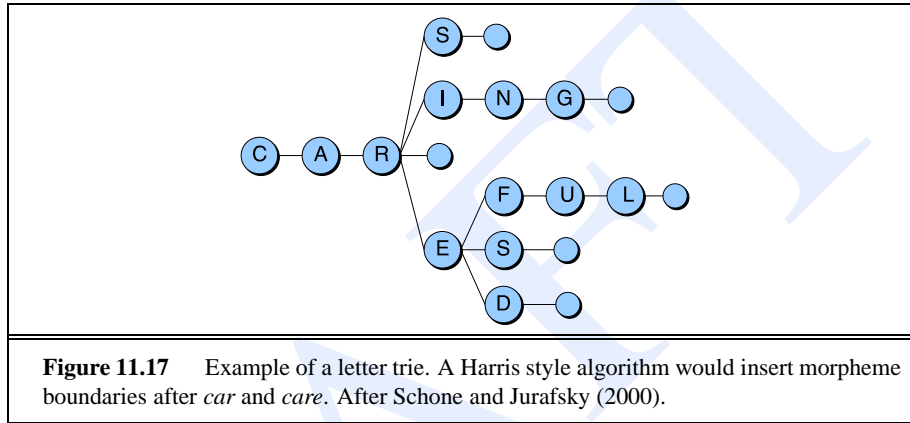 S
I N G
C A R
F U L
E S
D
Figure 11.17 Example of a letter trie. A Harris style algorithm would insert morpheme
boundaries after car and care. After Schone and Jurafsky (2000).